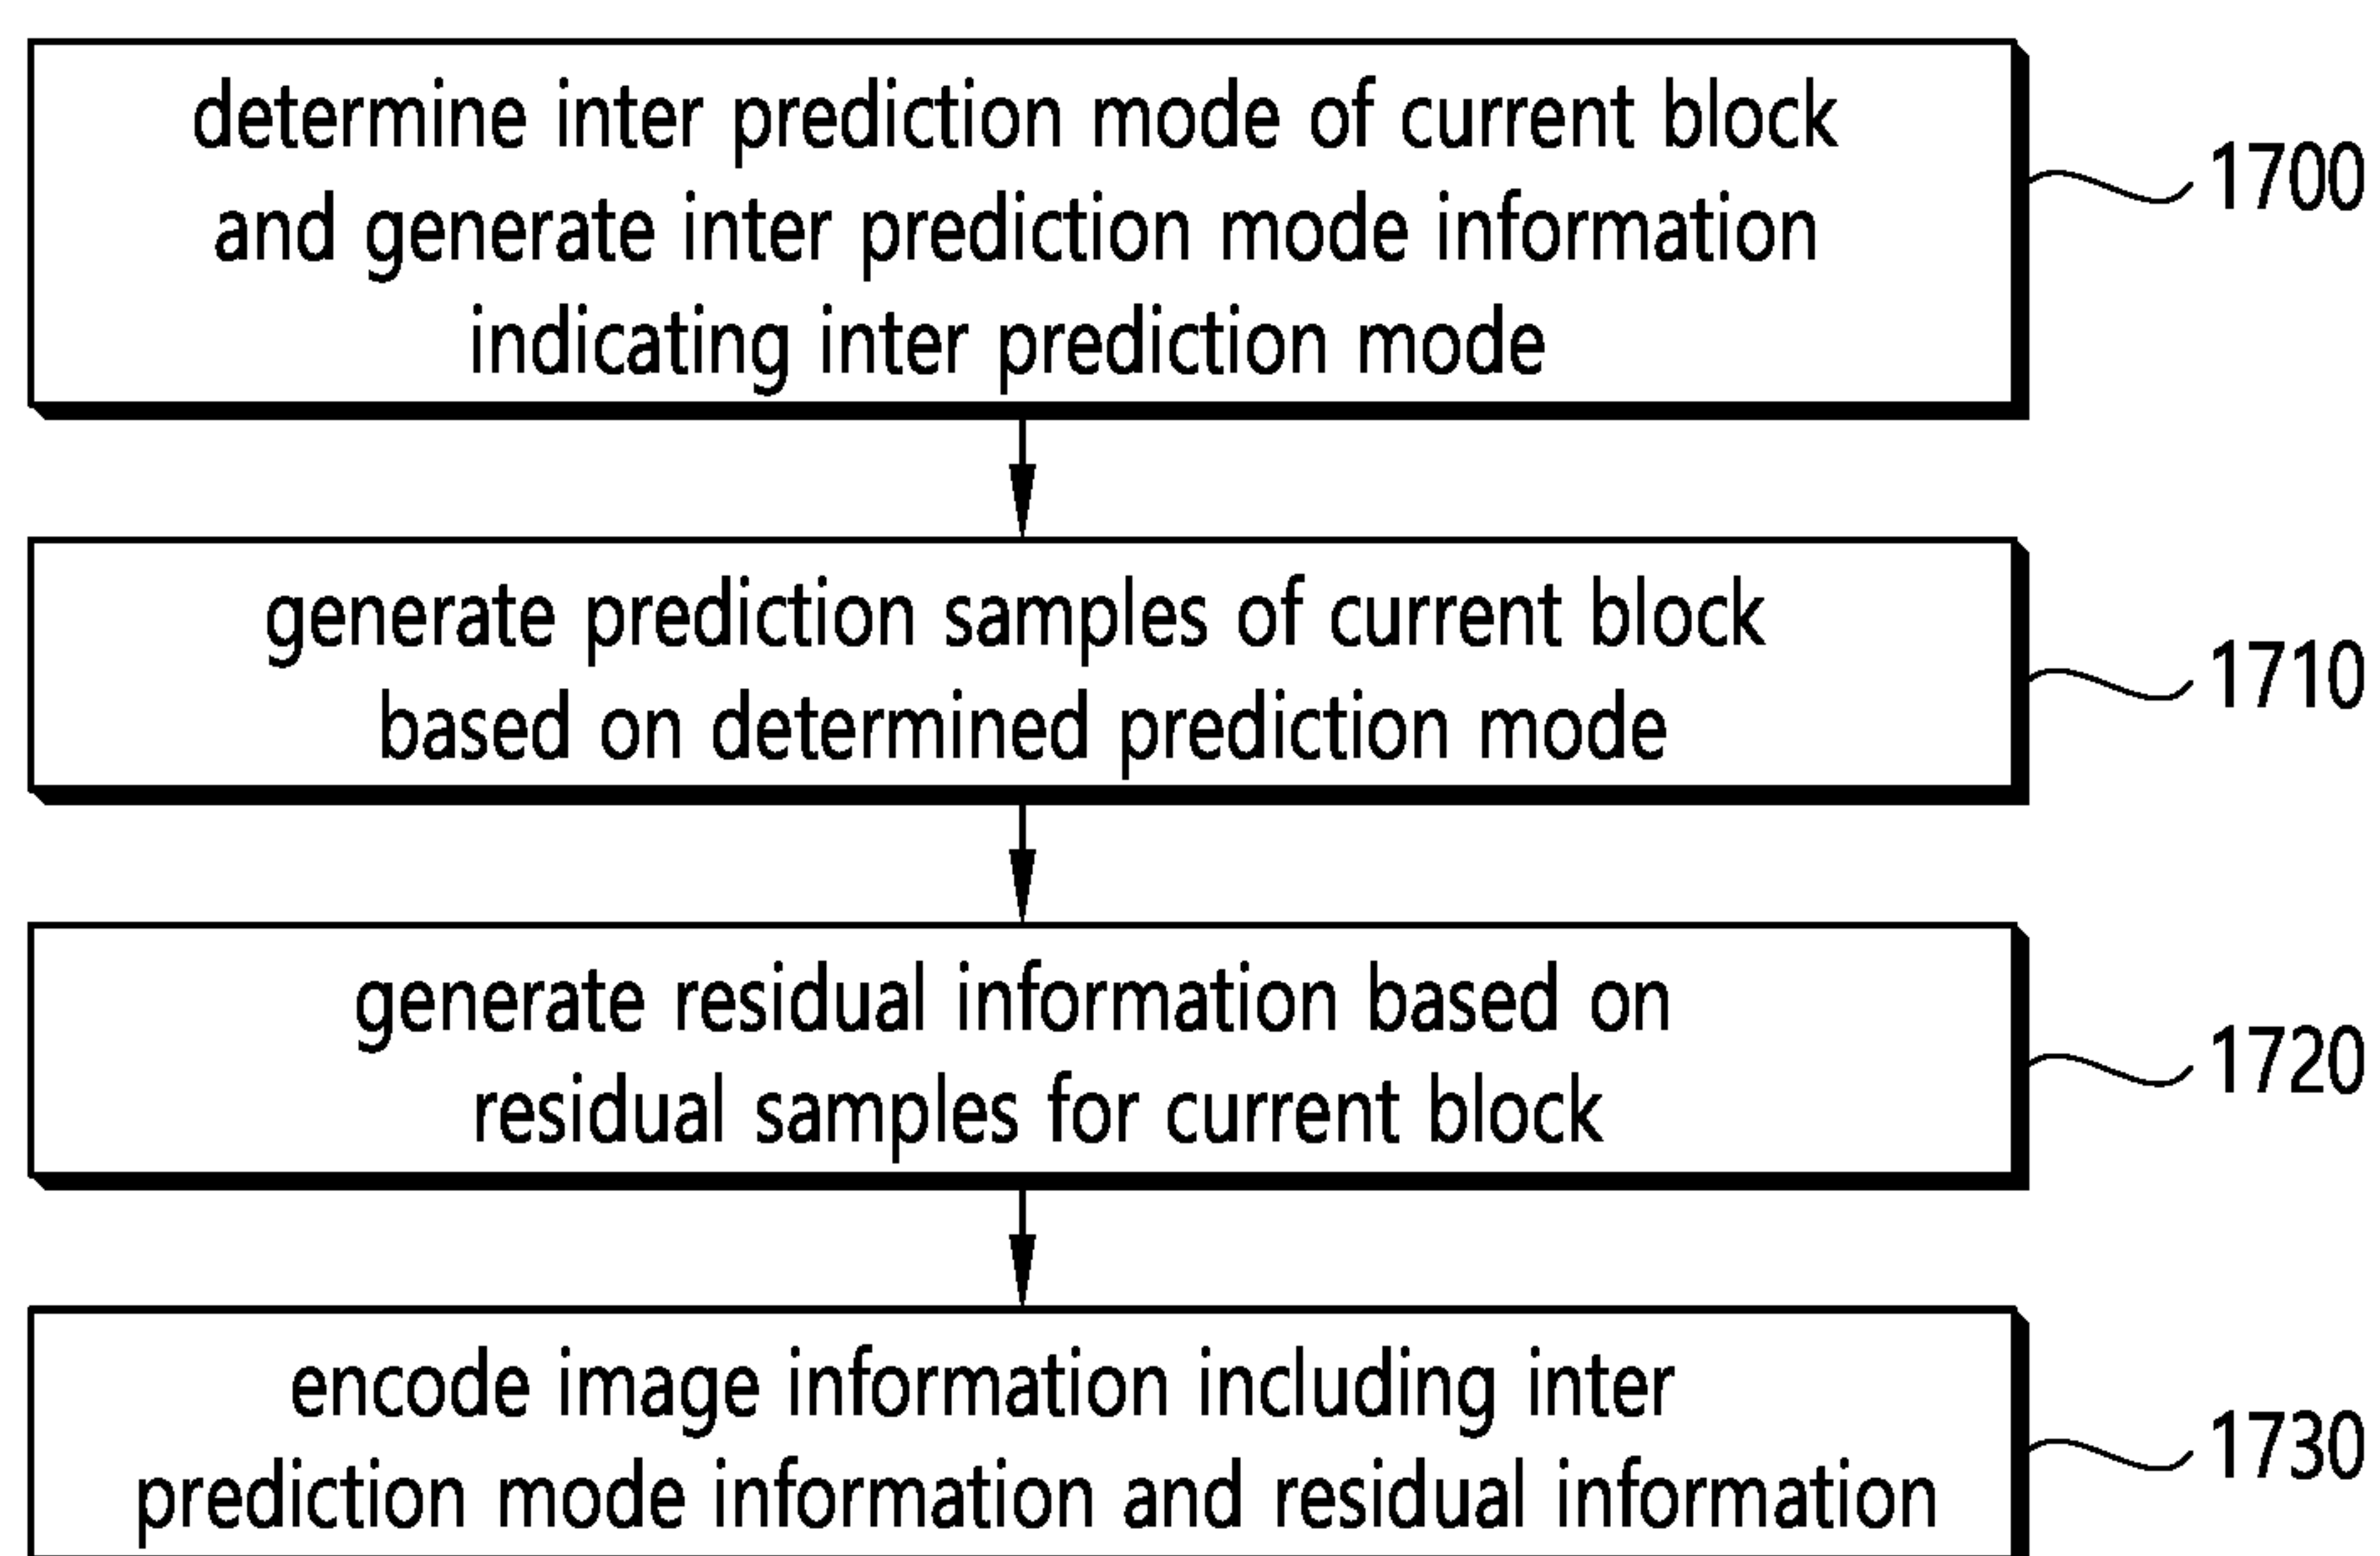 determine inter prediction mode of current block
and generate inter prediction mode information
indicating inter prediction mode
1700
generate prediction samples of current block
based on determined prediction mode
1710
generate residual information based on
residual samples for current block
1720
encode image information including inter
prediction mode information and residual information
1730